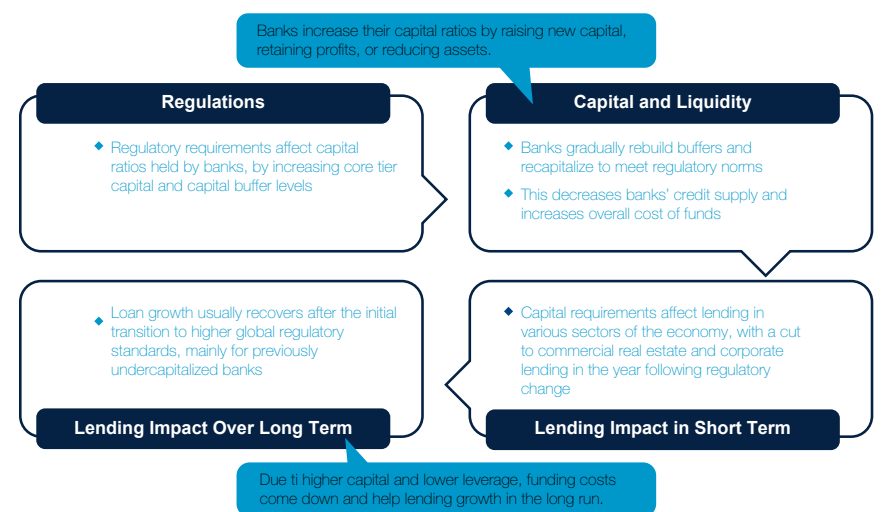 Banks increase their capital ratios by raising new capital,
retaining profits, or reducing assets.
Regulations
Regulatory requirements affect capital
ratios held by banks, by increasing core tier
capital and capital buffer levels
Capital and Liquidity
Banks gradually rebuild buffers and
recapitalize to meet regulatory norms
This decreases banks' credit supply and
increases overall cost of funds
Capital requirements affect lending in
various sectors of the economy, with a cut
to commercial real estate and corporate
lending in the year following regulatory
change
Lending Impact in Short Term
Loan growth usually recovers after the initial
transition to higher global regulatory
standards, mainly for previously
undercapitalized banks
Lending Impact Over Long Term
Due ti higher capital and lower leverage, funding costs
come down and help lending growth in the long run.